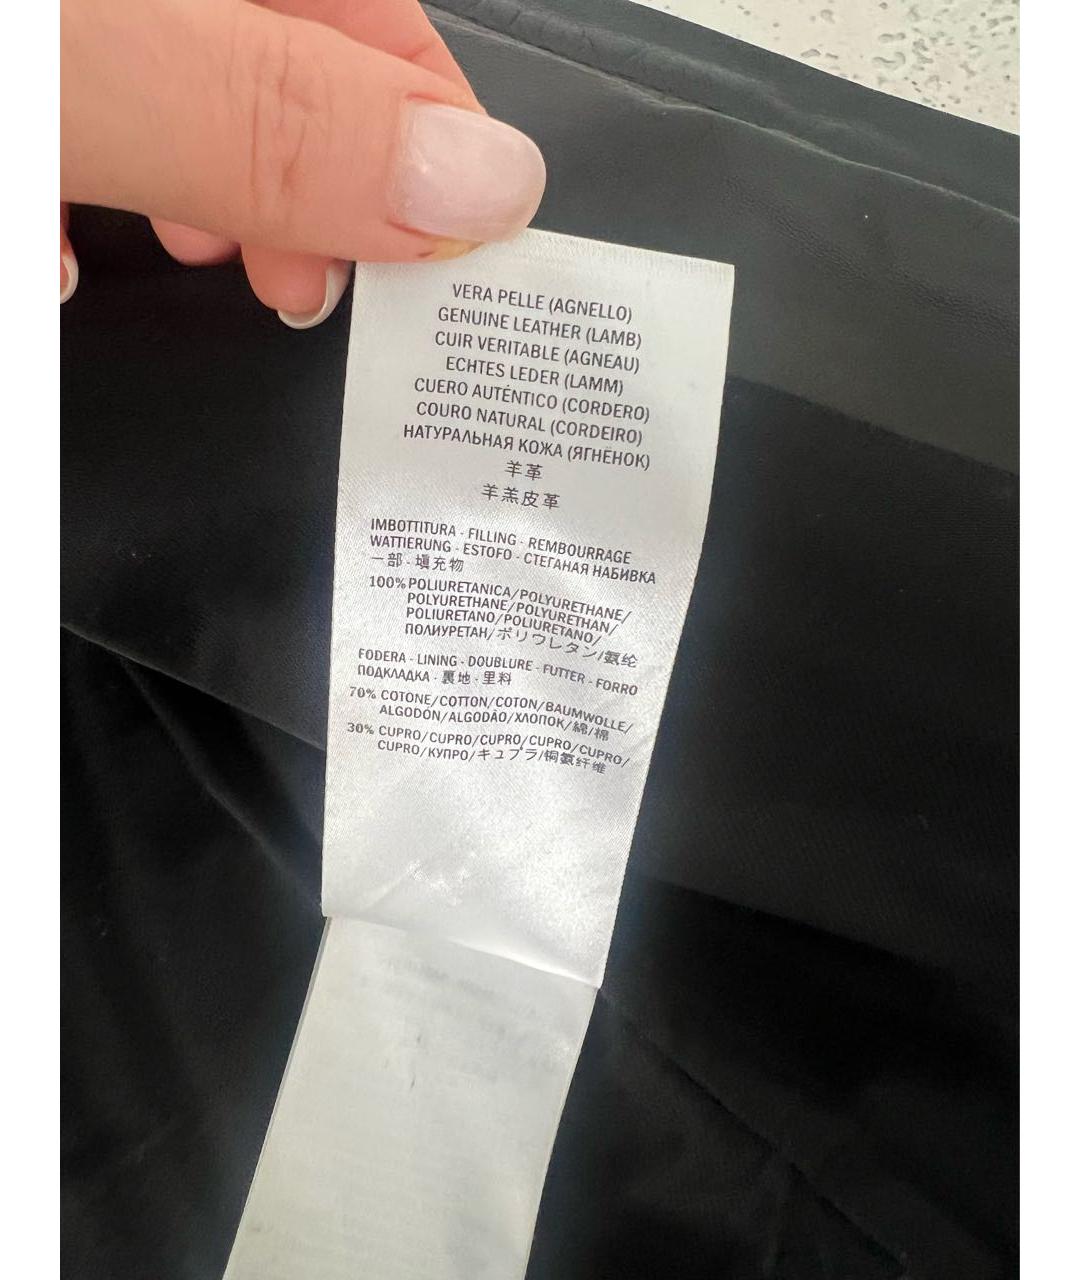 VERA PELLE (AGNELLO)
GENUINE LEATHER (LAMB)
CUIR VERITABLE (AGNEAU)
ECHTES LEDER (LAMM)
CUERO AUTÉNTICO (CORDERO)
COURO NATURAL (CORDEIRO)
НАТУРАЛЬНАЯ КОЖА (ЯГНЁНОК)
羊革
羊羔皮革
IMBOTTITURA - FILLING - REMBOURRAGE
WATTIERUNG - ESTOFO - СТЕГАНАЯ НАБИВКА
一部 - 填充物
100% POLIURETANICA/POLYURETHANE/
POLYURETHANE/POLYURETHAN/
POLIURETANO/POLIURETANO/
ПОЛИУРЕТАН/ポリウレタン/氨纶
FODERA - LINING - DOUBLURE - FUTTER - FORRO
ПОДКЛАДКА - 裏地 - 里料
70% COTONE/COTTON/COTON/BAUMWOLLE/
ALGODÓN/ALGODÃO/ХЛОПОК/綿/棉
30% CUPRO/CUPRO/CUPRO/CUPRO/CUPRO/
CUPRO/КУПРО/キュプラ/铜氨纤维